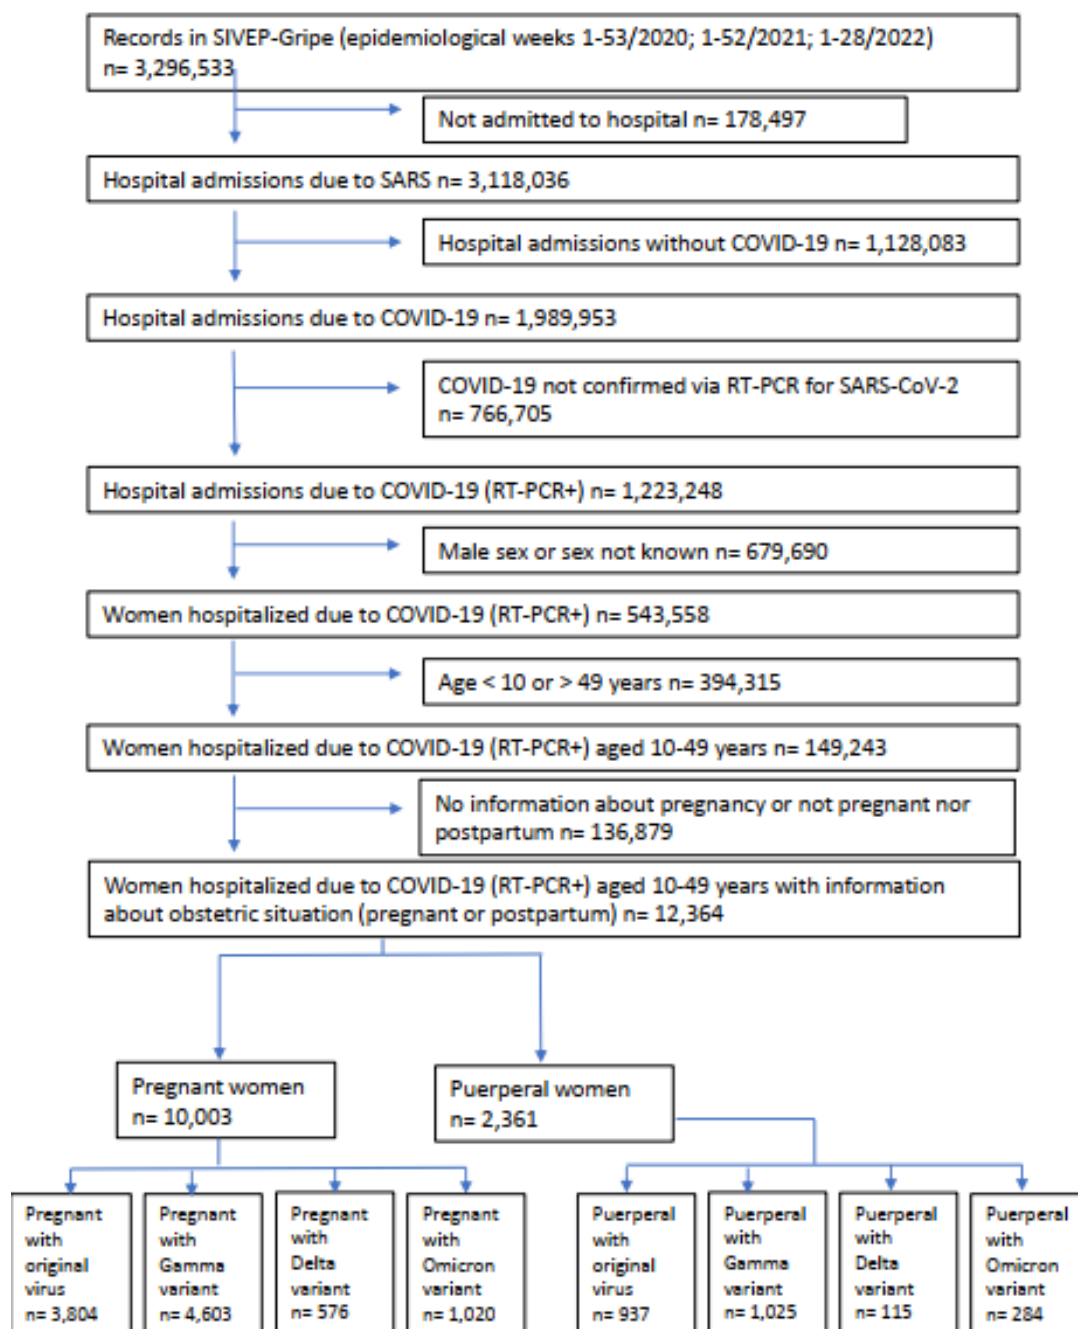 Records in SIVEP-Gripe (epidemiological weeks 1-53/2020; 1-52/2021; 1-28/2022)
n= 3,296,533
Not admitted to hospital n= 178,497
Hospital admissions due to SARS n= 3,118,036
Hospital admissions without COVID-19 n= 1,128,083
Hospital admissions due to COVID-19 n= 1,989,953
COVID-19 not confirmed via RT-PCR for SARS-CoV-2
n= 766,705
Hospital admissions due to COVID-19 (RT-PCR+) n= 1,223,248
Male sex or sex not known n= 679,690
Women hospitalized due to COVID-19 (RT-PCR+) n= 543,558
Age < 10 or > 49 years n= 394,315
Women hospitalized due to COVID-19 (RT-PCR+) aged 10-49 years n= 149,243
No information about pregnancy or not pregnant nor
postpartum n= 136,879
Women hospitalized due to COVID-19 (RT-PCR+) aged 10-49 years with information
about obstetric situation (pregnant or postpartum) n= 12,364
Pregnant women
n= 10,003
Puerperal women
n= 2,361
Pregnant
with
original
virus
n= 3,804
Pregnant
with
Gamma
variant
n= 4,603
Pregnant
with
Delta
variant
n= 576
Pregnant
with
Omicron
variant
n= 1,020
Puerperal
with
original
virus
n= 937
Puerperal
with
Gamma
variant
n= 1,025
Puerperal
with
Delta
variant
n= 115
Puerperal
with
Omicron
variant
n= 284